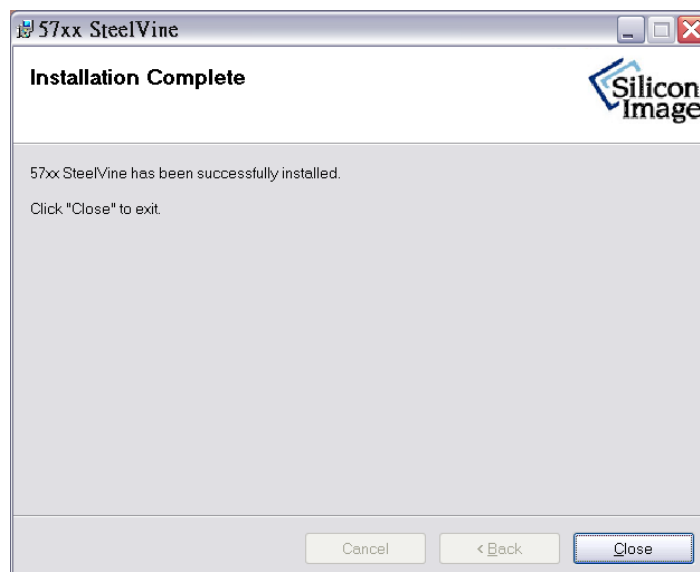 57xx SteelVine
Installation Complete
Silicon
Image
57xx SteelVine has been successfully installed.
Click "Close" to exit.
Cancel
< Back
Close